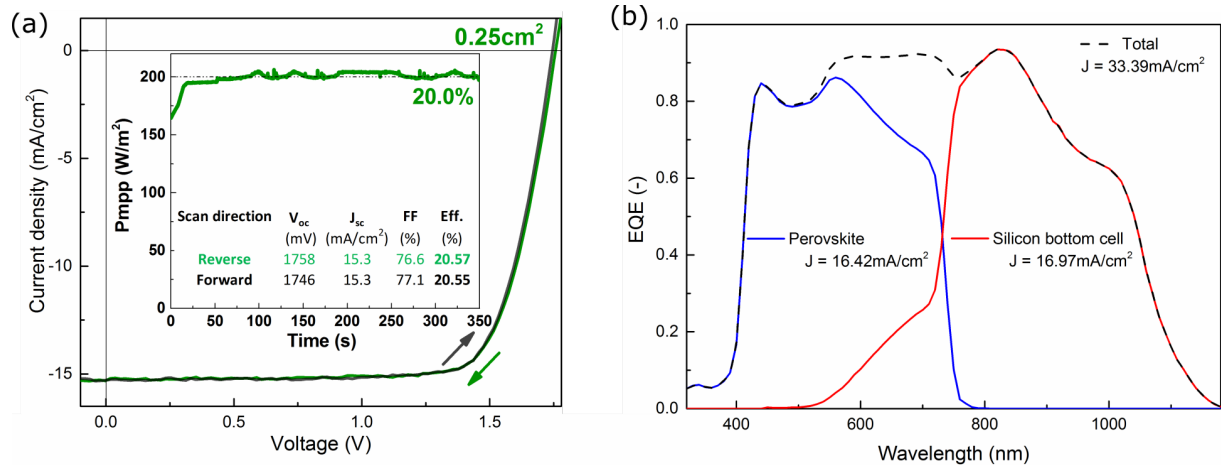 (a)
0.25cm²
0
-5
-10
-15
Current density (mA/cm²)
0.0
0.5
1.0
1.5
Voltage (V)
200
150
100
50
0
Pmpp (W/m²)
20.0%
Scan direction Voc Jsc FF Eff.
(mV) (mA/cm²) (%) (%)
Reverse 1758 15.3 76.6 20.57
Forward 1746 15.3 77.1 20.55
0 50 100 150 200 250 300 350
Time (s)
(b)
1.0
0.8
0.6
0.4
0.2
0.0
EQE (-)
Total
J = 33.39mA/cm²
Perovskite
J = 16.42mA/cm²
Silicon bottom cell
J = 16.97mA/cm²
400 600 800 1000
Wavelength (nm)